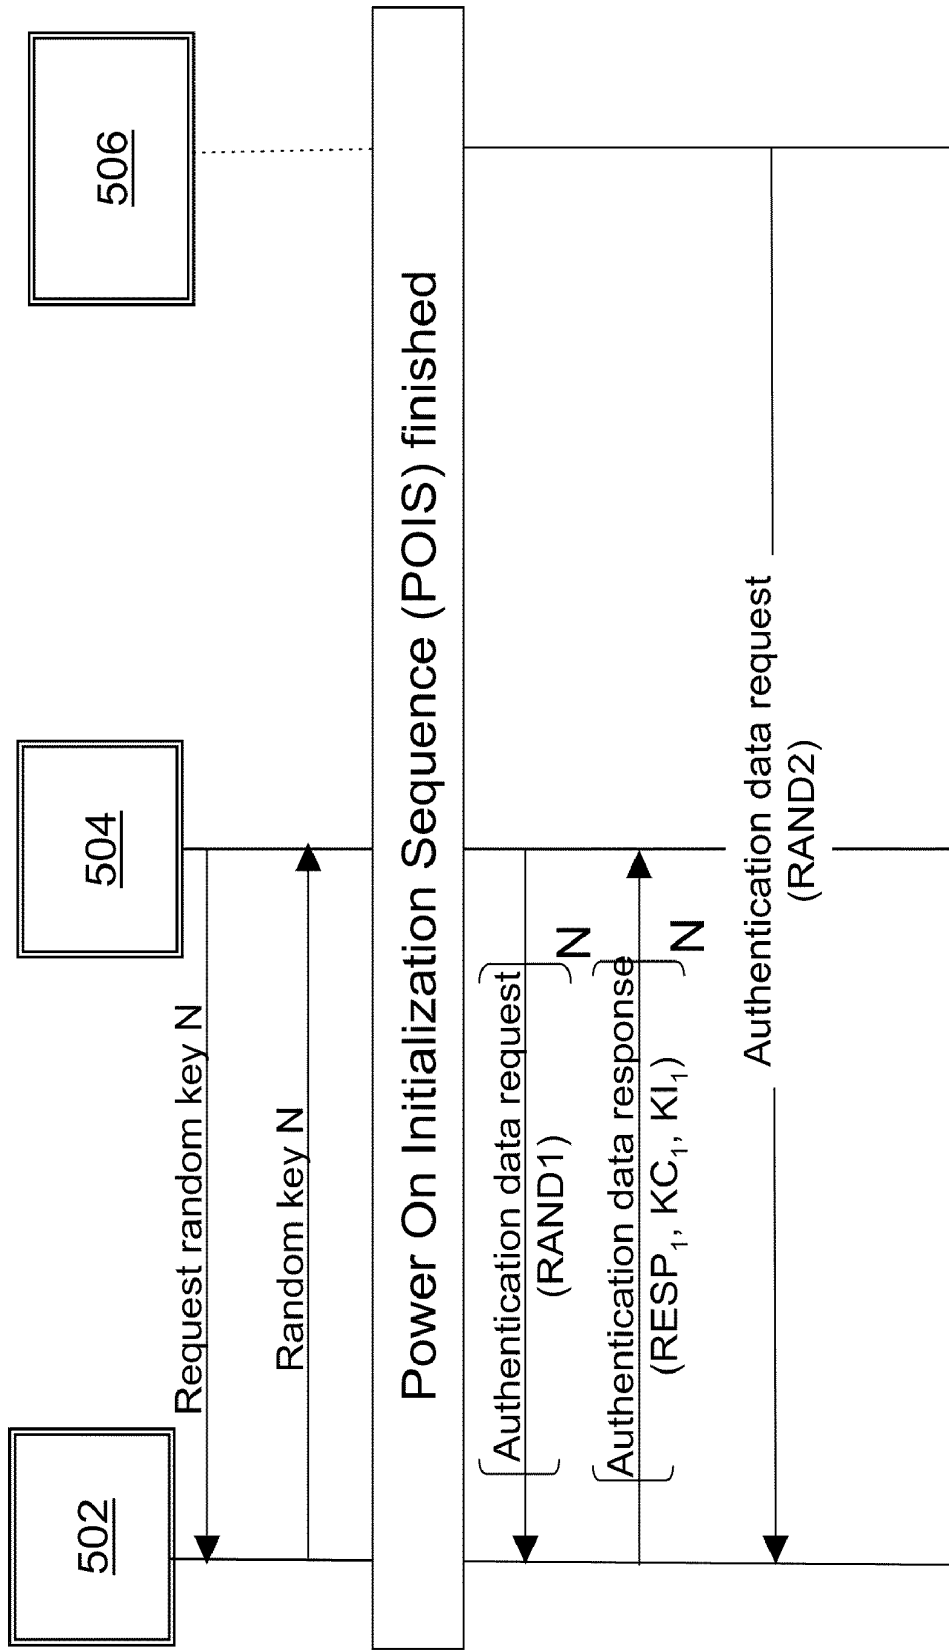 502
504
506
Request random key N
Random key N
Power On Initialization Sequence (POIS) finished
Authentication data request
(RAND1)
N
Authentication data response
(RESP₁, KC₁, KI₁)
N
Authentication data request
(RAND2)